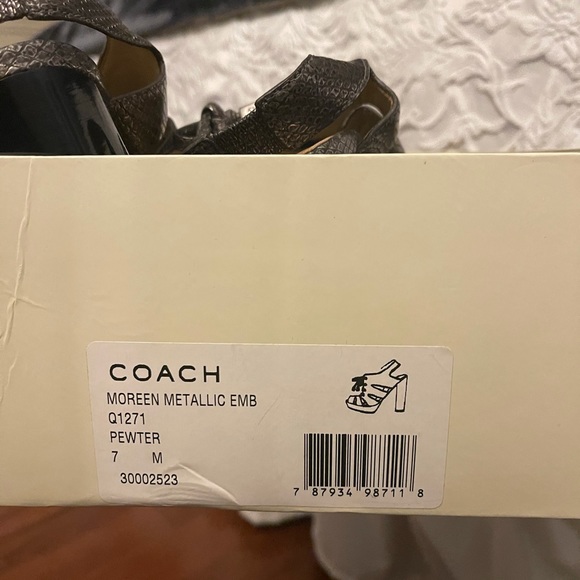 COACH
MOREEN METALLIC EMB
Q1271
PEWTER
7 M
30002523
7 87934 98711 8